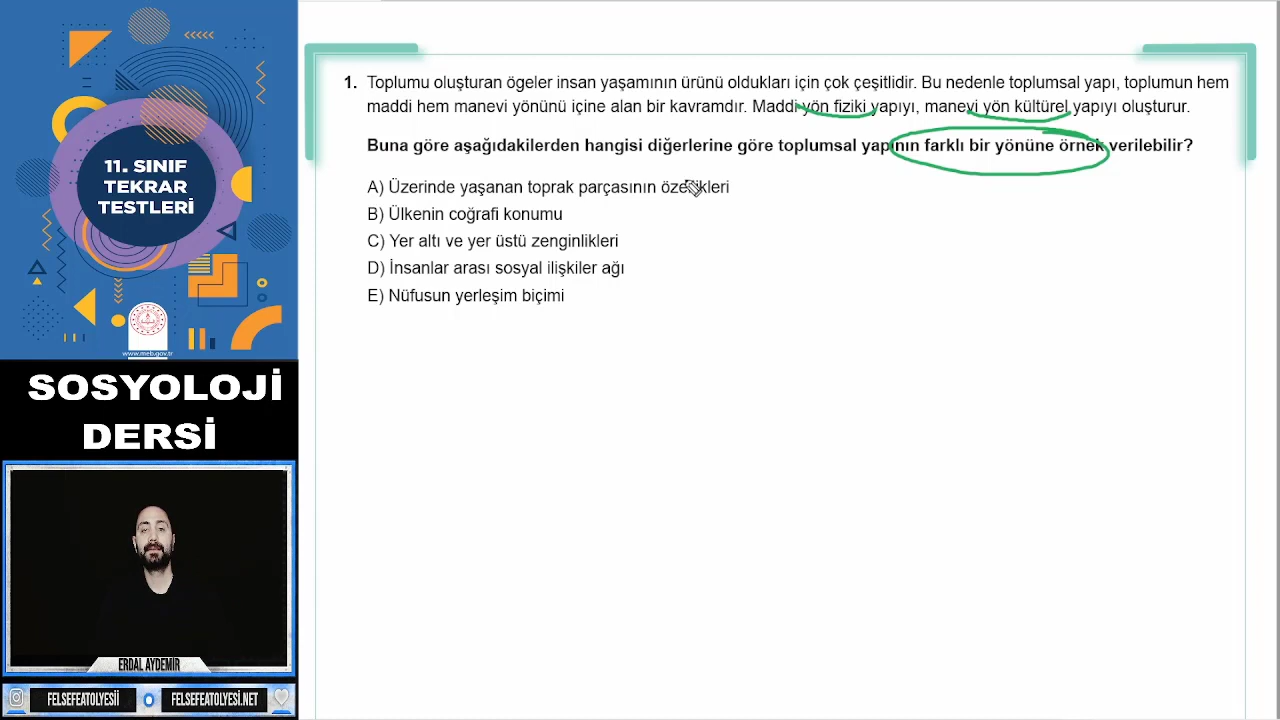 11. SINIF
TEKRAR
TESTLERİ
www.meb.gov.tr
SOSYOLOJİ
DERSİ
ERDAL AYDEMİR
FELSEFEATOLYESİİ
FELSEFEATOLYESİ.NET
1. Toplumu oluşturan ögeler insan yaşamının ürünü oldukları için çok çeşitlidir. Bu nedenle toplumsal yapı, toplumun hem
maddi hem manevi yönünü içine alan bir kavramdır. Maddi yön fiziki yapıyı, manevi yön kültürel yapıyı oluşturur.
Buna göre aşağıdakilerden hangisi diğerlerine göre toplumsal yapının farklı bir yönüne örnek verilebilir?
A) Üzerinde yaşanan toprak parçasının özellikleri
B) Ülkenin coğrafi konumu
C) Yer altı ve yer üstü zenginlikleri
D) İnsanlar arası sosyal ilişkiler ağı
E) Nüfusun yerleşim biçimi